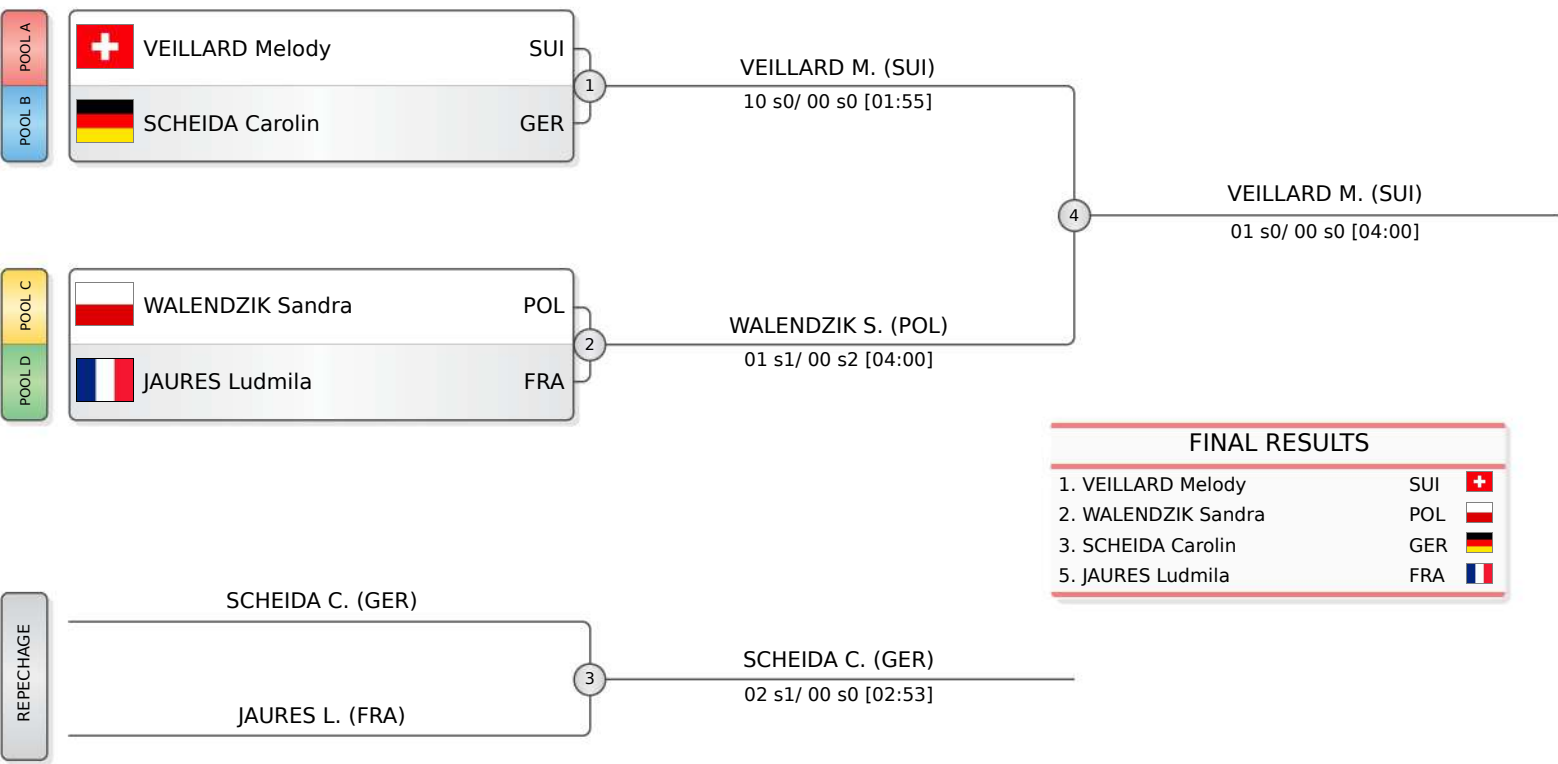 POOL A
VEILLARD Melody SUI
POOL B
SCHEIDA Carolin GER
1
VEILLARD M. (SUI)
10 s0/ 00 s0 [01:55]
4
VEILLARD M. (SUI)
01 s0/ 00 s0 [04:00]
POOL C
WALENDZIK Sandra POL
POOL D
JAURES Ludmila FRA
2
WALENDZIK S. (POL)
01 s1/ 00 s2 [04:00]
FINAL RESULTS
1. VEILLARD Melody SUI
2. WALENDZIK Sandra POL
3. SCHEIDA Carolin GER
5. JAURES Ludmila FRA
REPECHAGE
SCHEIDA C. (GER)
JAURES L. (FRA)
3
SCHEIDA C. (GER)
02 s1/ 00 s0 [02:53]